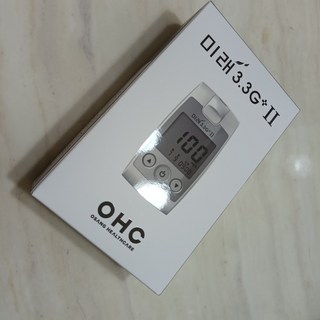 미래 3.3G+ II
100
OHC
OSANG HEALTHCARE